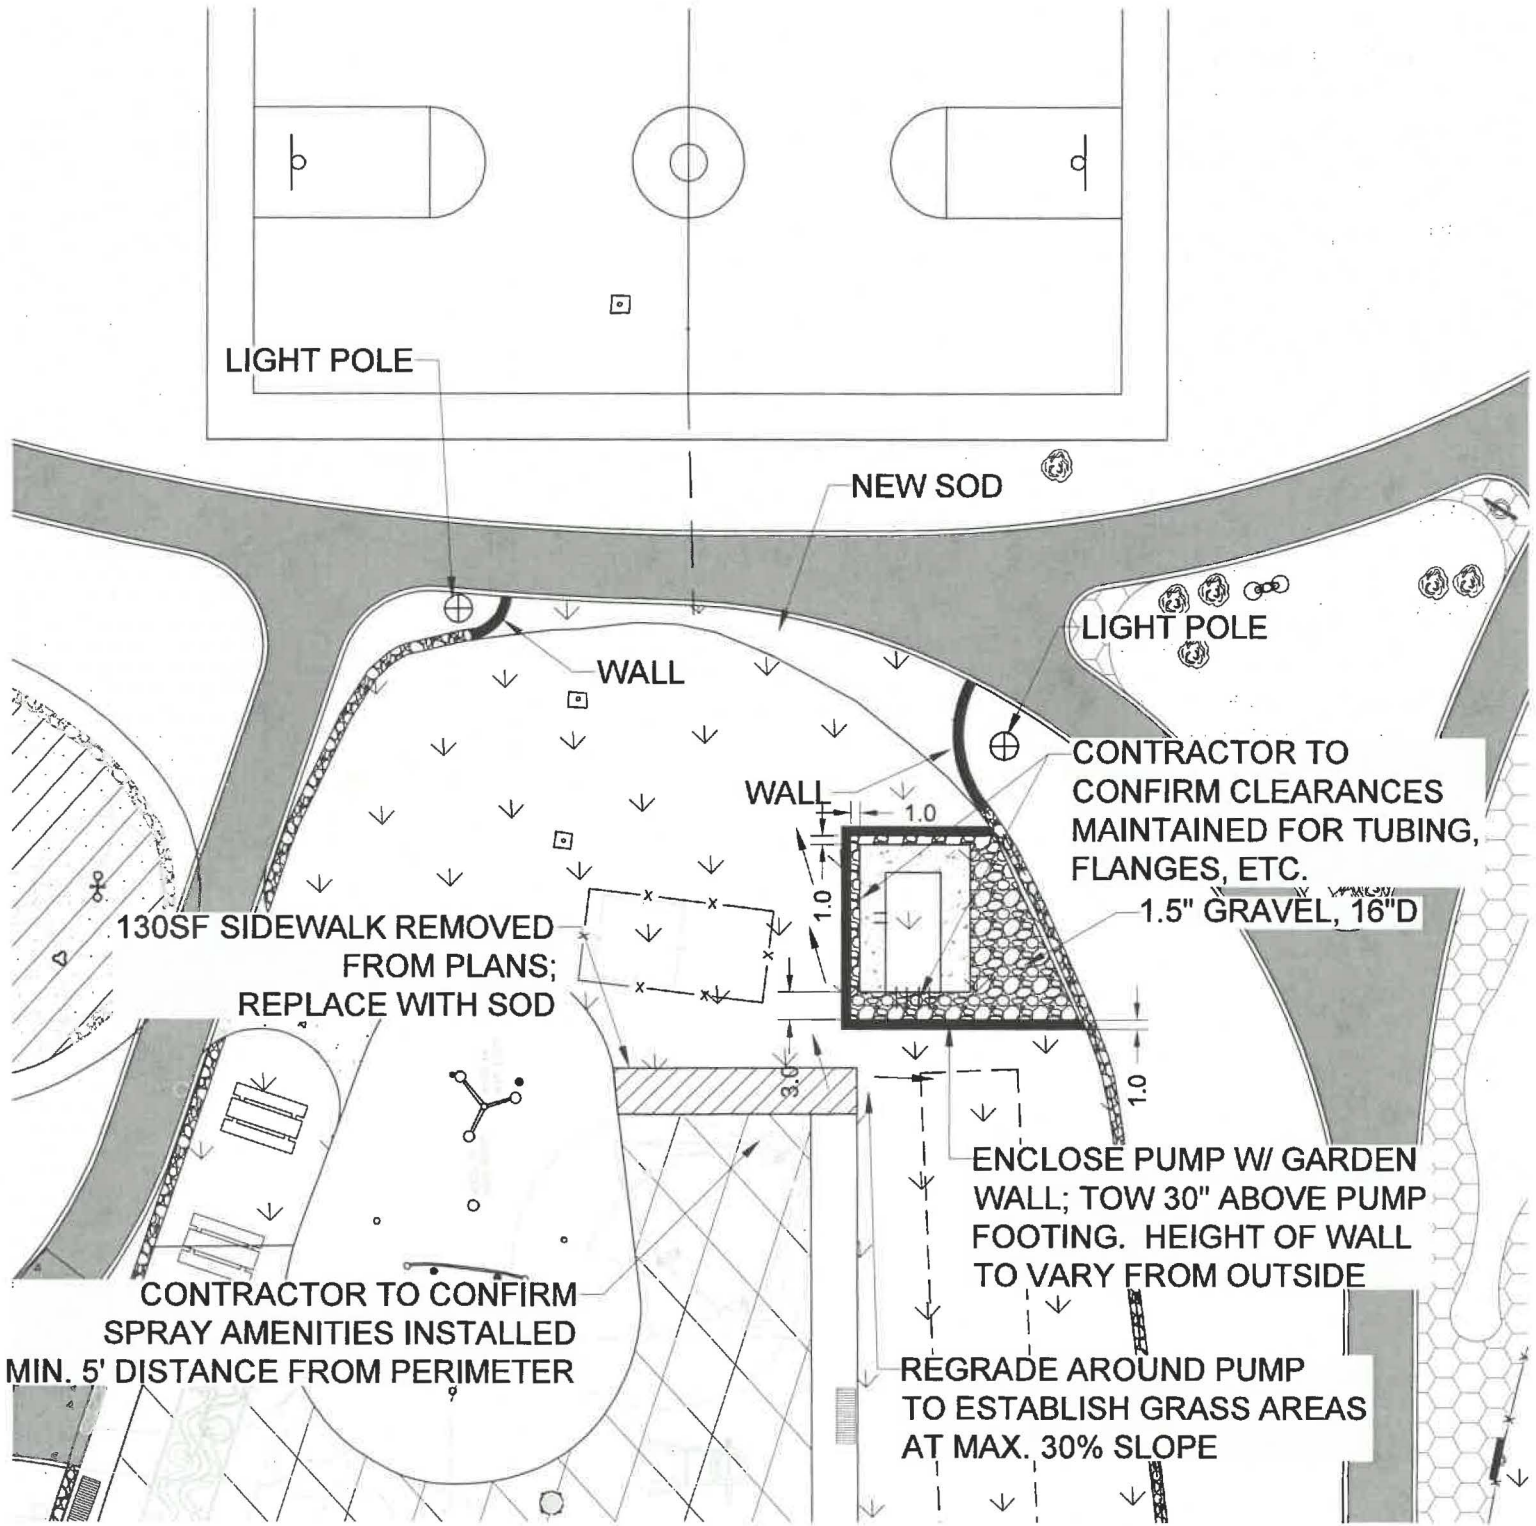 LIGHT POLE
NEW SOD
LIGHT POLE
WALL
WALL
1.0
CONTRACTOR TO
CONFIRM CLEARANCES
MAINTAINED FOR TUBING,
FLANGES, ETC.
1.0
1.5" GRAVEL, 16"D
130SF SIDEWALK REMOVED
FROM PLANS;
REPLACE WITH SOD
3.0
1.0
ENCLOSE PUMP W/ GARDEN
WALL; TOW 30" ABOVE PUMP
FOOTING. HEIGHT OF WALL
TO VARY FROM OUTSIDE
CONTRACTOR TO CONFIRM
SPRAY AMENITIES INSTALLED
MIN. 5' DISTANCE FROM PERIMETER
REGRADE AROUND PUMP
TO ESTABLISH GRASS AREAS
AT MAX. 30% SLOPE